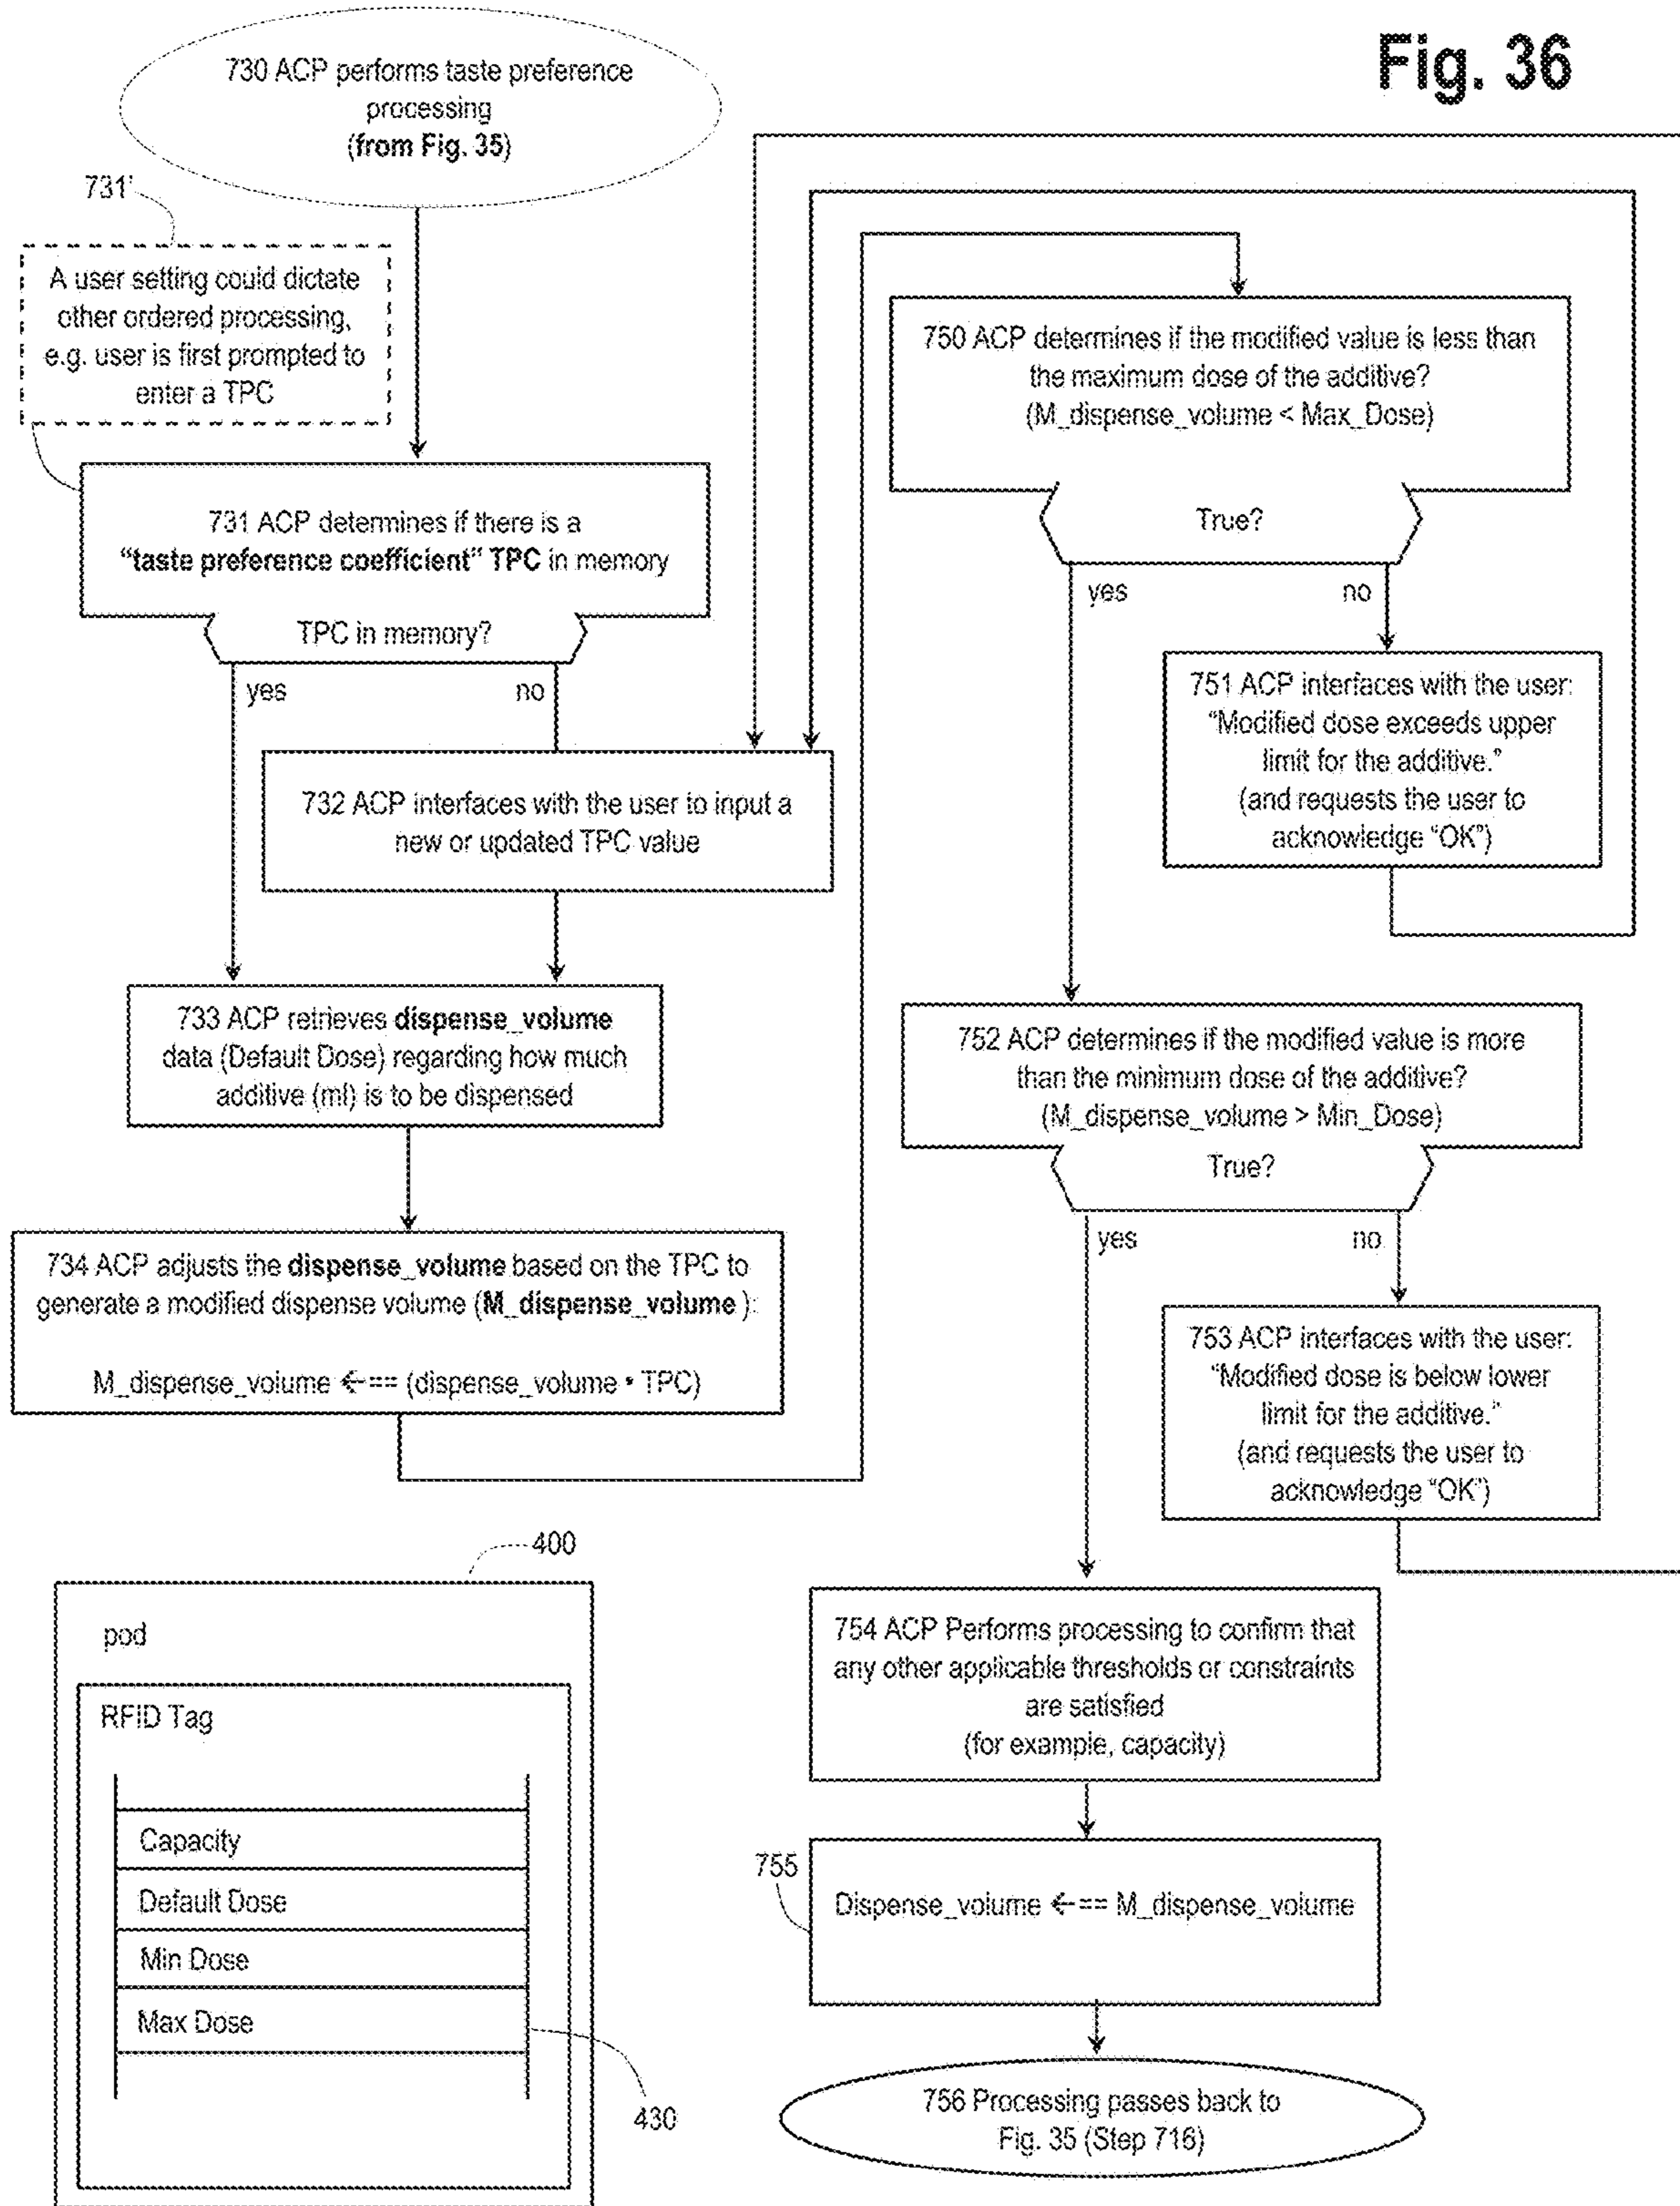 Fig. 36
730 ACP performs taste preference
processing
(from Fig. 35)
731'
A user setting could dictate
other ordered processing,
e.g. user is first prompted to
enter a TPC
731 ACP determines if there is a
“taste preference coefficient” TPC in memory
TPC in memory?
yes
no
732 ACP interfaces with the user to input a
new or updated TPC value
733 ACP retrieves dispense_volume
data (Default Dose) regarding how much
additive (ml) is to be dispensed
734 ACP adjusts the dispense_volume based on the TPC to
generate a modified dispense volume (M_dispense_volume ):
M_dispense_volume ←== (dispense_volume • TPC)
750 ACP determines if the modified value is less than
the maximum dose of the additive?
(M_dispense_volume < Max_Dose)
True?
yes
no
751 ACP interfaces with the user:
“Modified dose exceeds upper
limit for the additive.”
(and requests the user to
acknowledge “OK”)
752 ACP determines if the modified value is more
than the minimum dose of the additive?
(M_dispense_volume > Min_Dose)
True?
yes
no
753 ACP interfaces with the user:
“Modified dose is below lower
limit for the additive.”
(and requests the user to
acknowledge “OK”)
754 ACP Performs processing to confirm that
any other applicable thresholds or constraints
are satisfied
(for example, capacity)
755
Dispense_volume ←== M_dispense_volume
756 Processing passes back to
Fig. 35 (Step 716)
400
pod
RFID Tag
Capacity
Default Dose
Min Dose
Max Dose
430